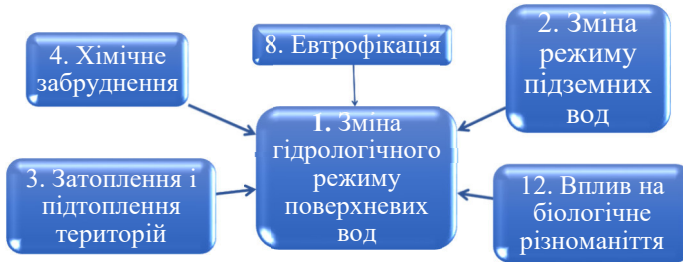 4. Хімічне
забруднення
8. Евтрофікація
2. Зміна
режиму
підземних
вод
1. Зміна
гідрологічного
режиму
поверхневих
вод
3. Затоплення і
підтоплення
територій
12. Вплив на
біологічне
різноманіття